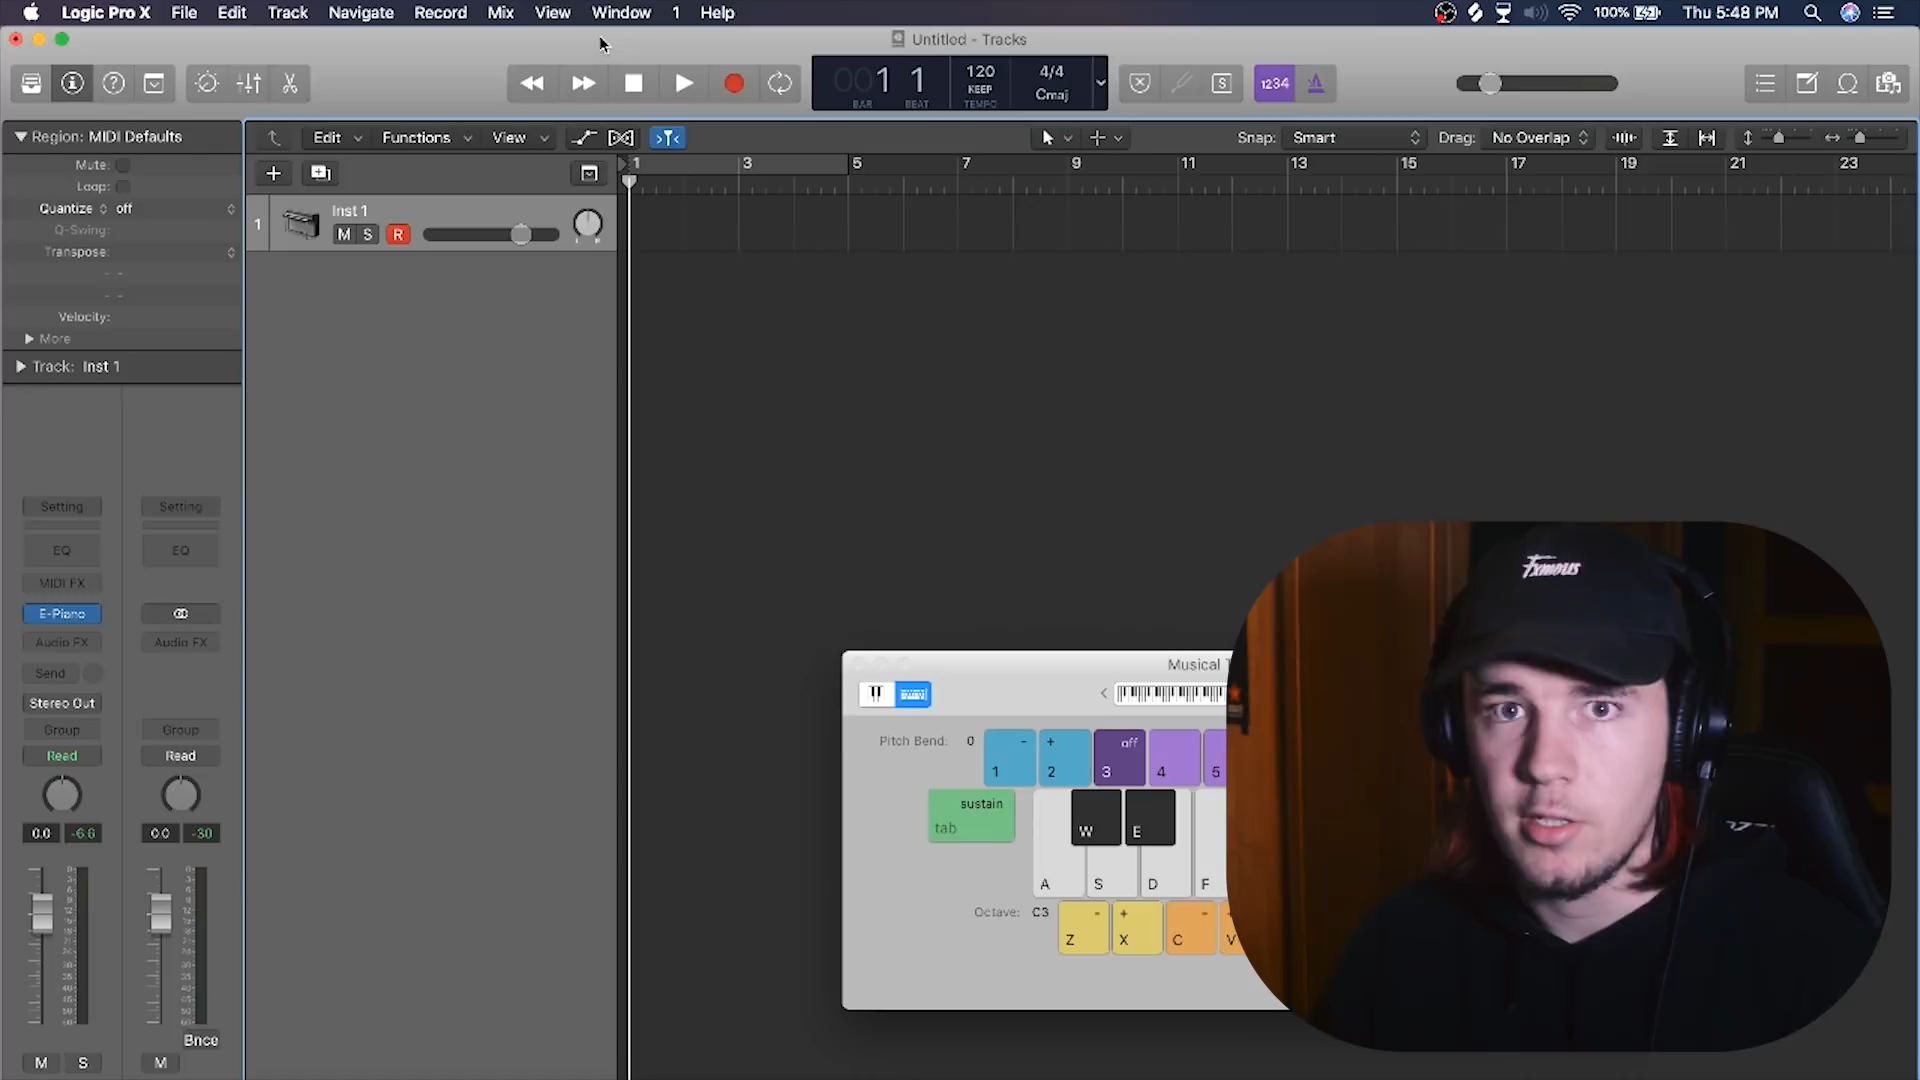 Logic Pro X File Edit Track Navigate Record Mix View Window 1 Help
100% Thu 5:48 PM
Untitled - Tracks
001 1
BAR BEAT
120
KEEP
TEMPO
4/4
Cmaj
S
1234
Region: MIDI Defaults
Mute:
Loop:
Quantize off
Q-Swing:
Transpose:
Velocity:
More
Track: Inst 1
Edit Functions View
Snap: Smart
Drag: No Overlap
1 3 5 7 9 11 13 15 17 19 21 23
1
Inst 1
M S R
L R
Setting Setting
EQ EQ
MIDI FX
E-Piano
Audio FX Audio FX
Send
Stereo Out
Group Group
Read Read
0.0 -6.6 0.0 -30
Bnce
M S M
Musical T
Pitch Bend: 0
- 1
+ 2
off 3
4
5
sustain
tab
W E
A S D F
Octave: C3
- Z
+ X
- C
V
Fxmous